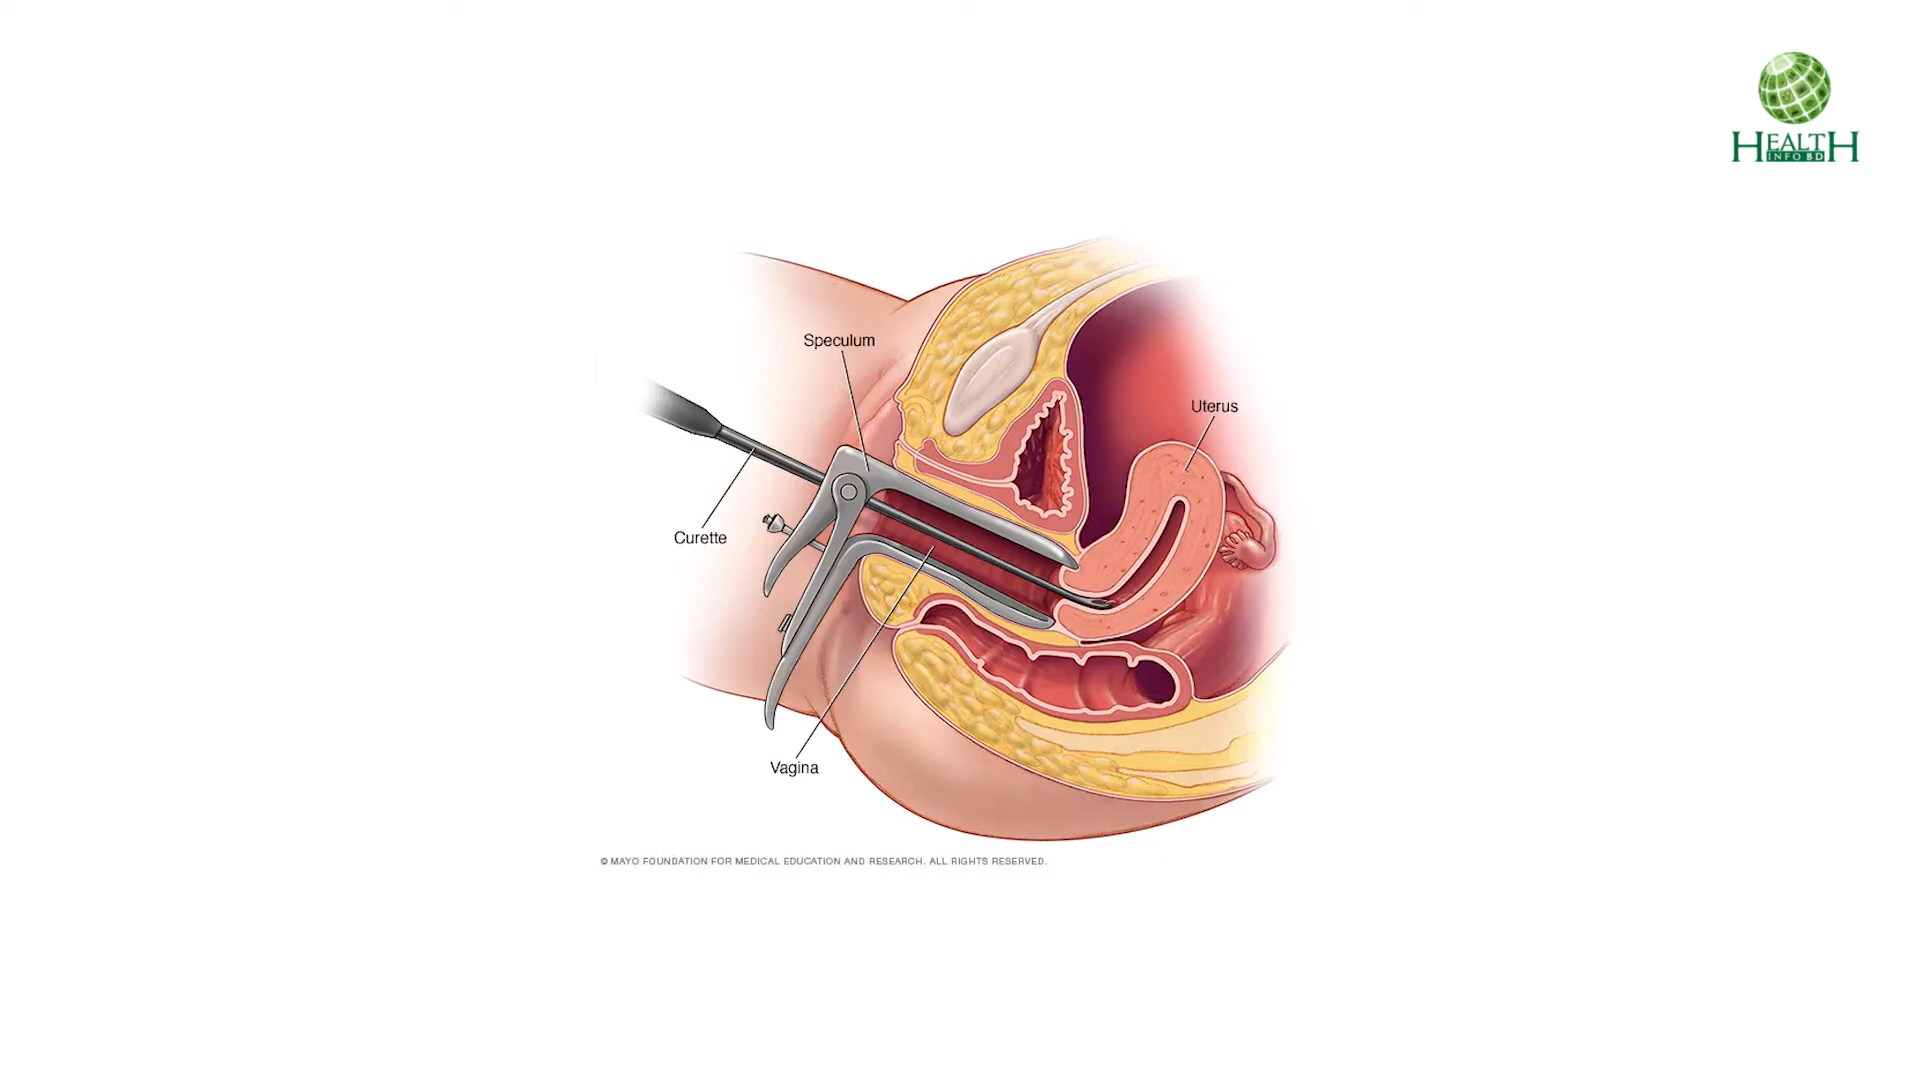 HEALTH
INFO BD
Speculum
Uterus
Curette
Vagina
© MAYO FOUNDATION FOR MEDICAL EDUCATION AND RESEARCH. ALL RIGHTS RESERVED.